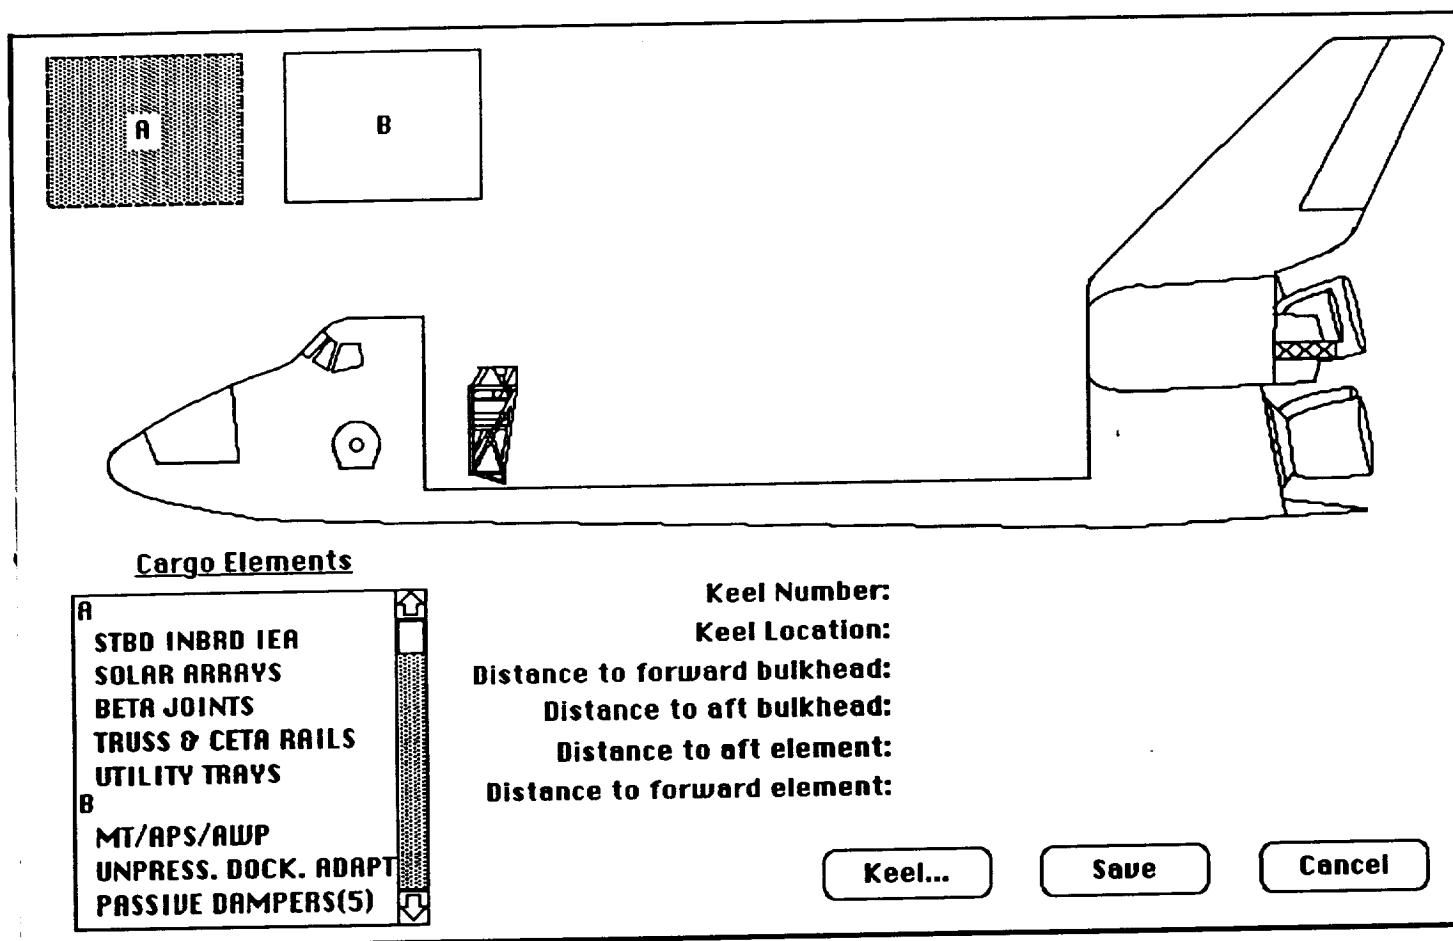 A
B
Cargo Elements
A
STBD INBRD IEA
SOLAR ARRAYS
BETA JOINTS
TRUSS & CETA RAILS
UTILITY TRAYS
B
MT/APS/AWP
UNPRESS. DOCK. ADAPT
PASSIVE DAMPERS(5)
Keel Number:
Keel Location:
Distance to forward bulkhead:
Distance to aft bulkhead:
Distance to aft element:
Distance to forward element:
Keel...
Save
Cancel